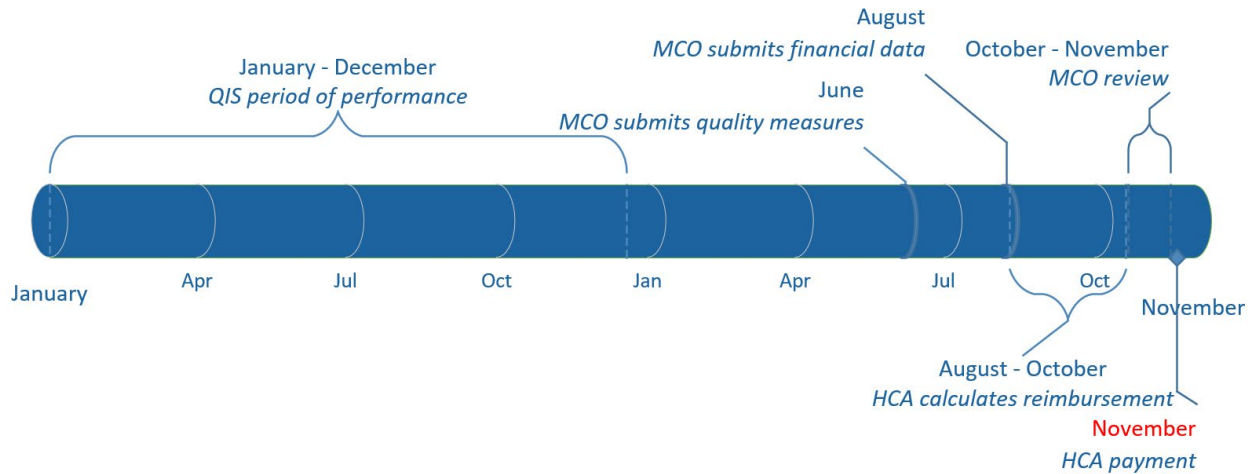 August
MCO submits financial data
October - November
MCO review
January - December
QIS period of performance
June
MCO submits quality measures
January
Apr
Jul
Oct
Jan
Apr
Jul
Oct
November
August - October
HCA calculates reimbursement
November
HCA payment